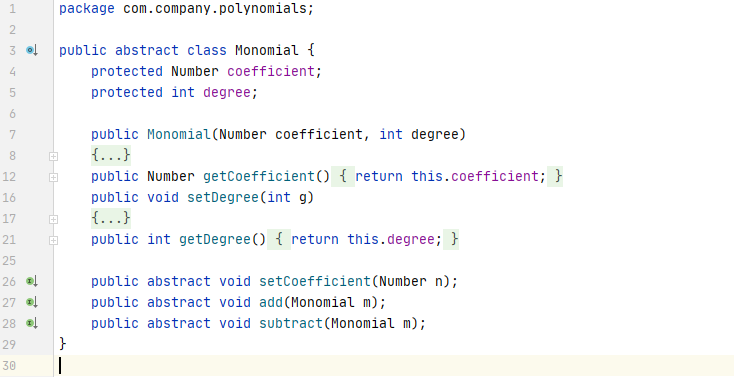 1 package com.company.polynomials;
2
3 public abstract class Monomial {
4 protected Number coefficient;
5 protected int degree;
6
7 public Monomial(Number coefficient, int degree)
8 {...}
12 public Number getCoefficient() { return this.coefficient; }
16 public void setDegree(int g)
17 {...}
21 public int getDegree() { return this.degree; }
25
26 public abstract void setCoefficient(Number n);
27 public abstract void add(Monomial m);
28 public abstract void subtract(Monomial m);
29 }
30